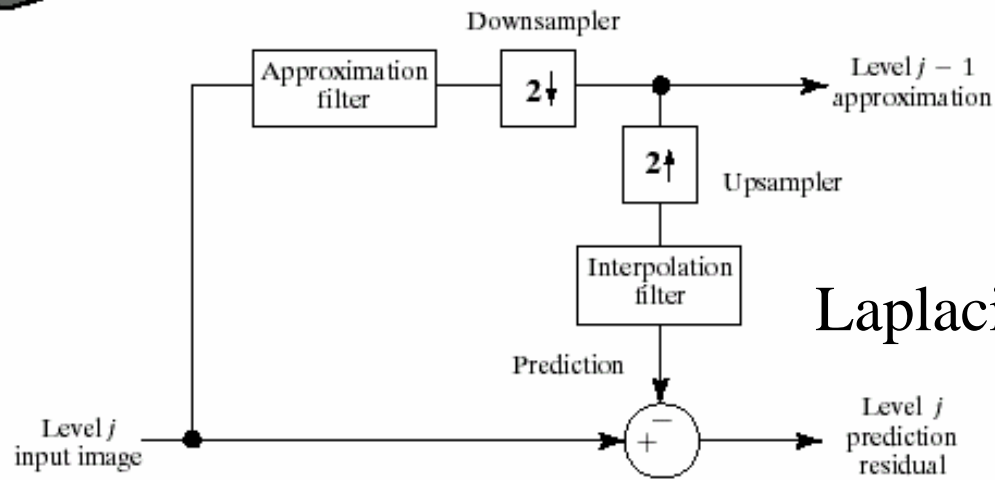 Downsampler
Approximation
filter
2↓
Level j − 1
approximation
2↑
Upsampler
Interpolation
filter
Laplaci
Prediction
Level j
input image
+
−
Level j
prediction
residual